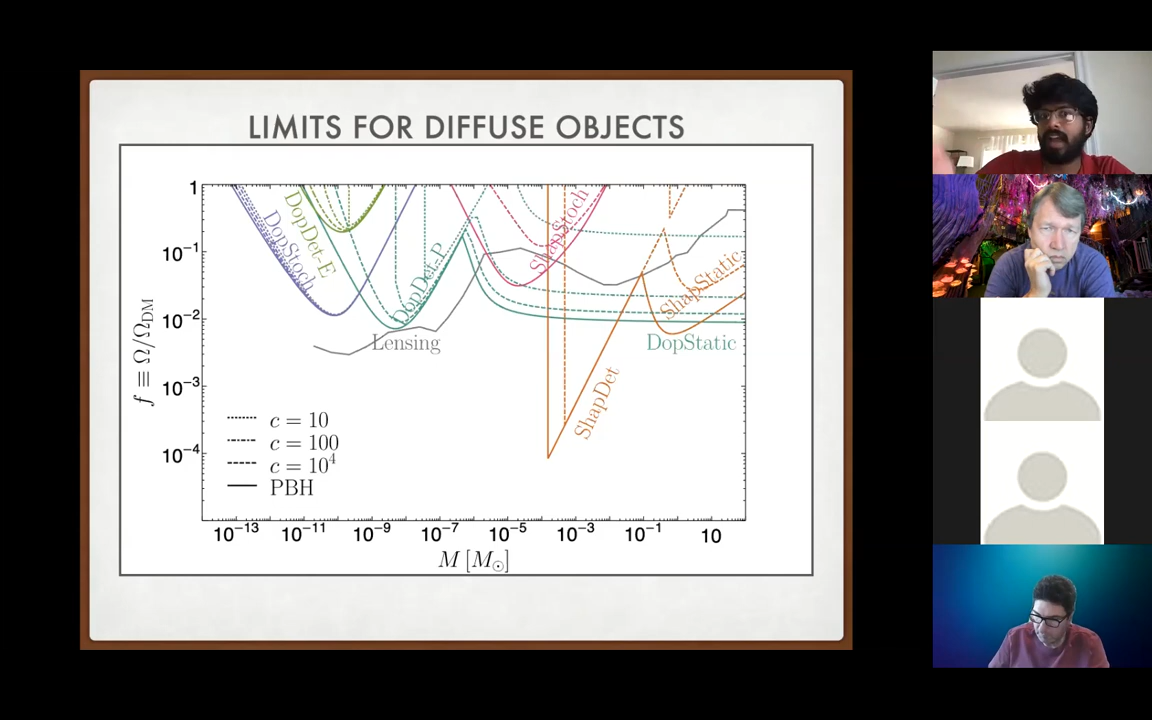 LIMITS FOR DIFFUSE OBJECTS
1
10⁻¹
10⁻²
10⁻³
10⁻⁴
f ≡ Ω/Ω_DM
DopStoch
DopDet-E
DopDet-P
ShapStoch
Lensing
ShapDet
ShapStatic
DopStatic
c = 10
c = 100
c = 10⁴
PBH
10⁻¹³ 10⁻¹¹ 10⁻⁹ 10⁻⁷ 10⁻⁵ 10⁻³ 10⁻¹ 10
M [M_⊙]